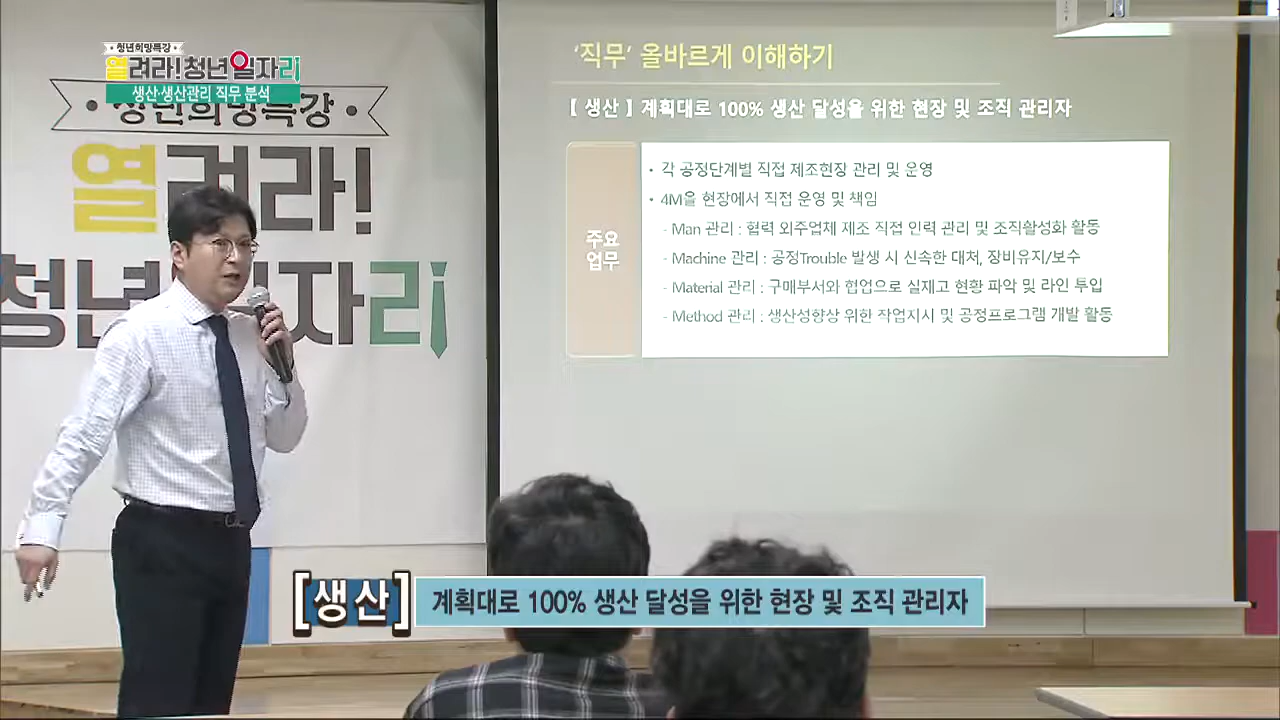 청년희망특강
열려라! 청년일자리
생산·생산관리 직무 분석
청년희망특강
열려라!
청년일자리
'직무' 올바르게 이해하기
[ 생산 ] 계획대로 100% 생산 달성을 위한 현장 및 조직 관리자
주요
업무
• 각 공정단계별 직접 제조현장 관리 및 운영
• 4M을 현장에서 직접 운영 및 책임
- Man 관리 : 협력 외주업체 제조 직접 인력 관리 및 조직활성화 활동
- Machine 관리 : 공정Trouble 발생 시 신속한 대처, 장비유지/보수
- Material 관리 : 구매부서와 협업으로 실재고 현황 파악 및 라인 투입
- Method 관리 : 생산성향상 위한 작업지시 및 공정프로그램 개발 활동
[생산] 계획대로 100% 생산 달성을 위한 현장 및 조직 관리자